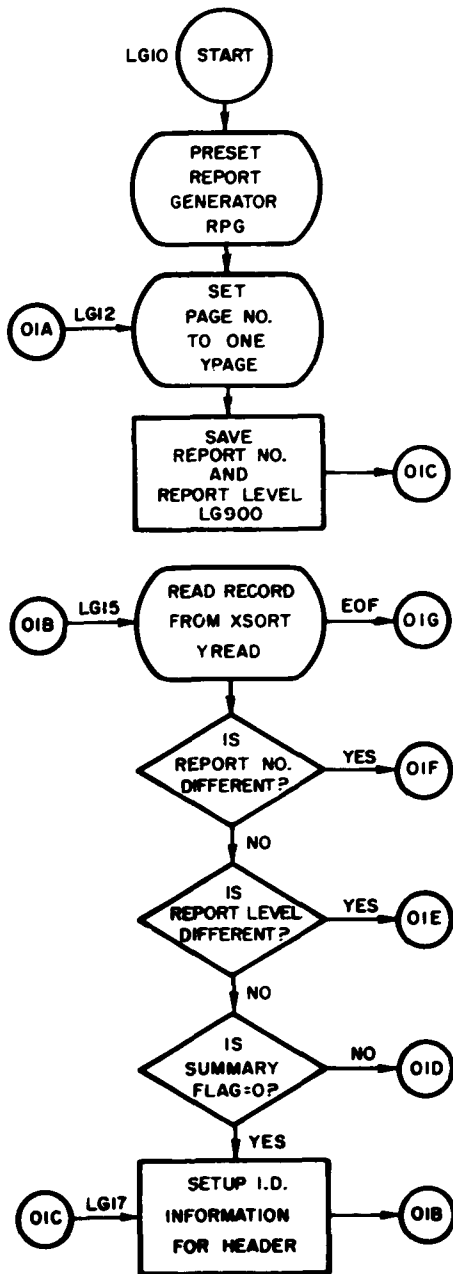 LG10
START
PRESET
REPORT
GENERATOR
RPG
01A
LG12
SET
PAGE NO.
TO ONE
YPAGE
SAVE
REPORT NO.
AND
REPORT LEVEL
LG900
01C
01B
LG15
READ RECORD
FROM XSORT
YREAD
EOF
01G
IS
REPORT NO.
DIFFERENT?
YES
01F
NO
IS
REPORT LEVEL
DIFFERENT?
YES
01E
NO
IS
SUMMARY
FLAG=0?
NO
01D
YES
01C
LG17
SETUP I.D.
INFORMATION
FOR HEADER
01B